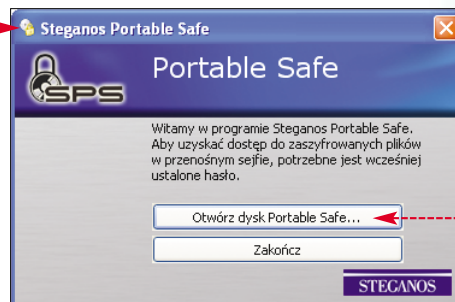 Steganos Portable Safe
SPS
Portable Safe
Witamy w programie Steganos Portable Safe.
Aby uzyskać dostęp do zaszyfrowanych plików
w przenośnym sejfie, potrzebne jest wcześniej
ustalone hasło.
Otwórz dysk Portable Safe...
Zakończ
STEGANOS